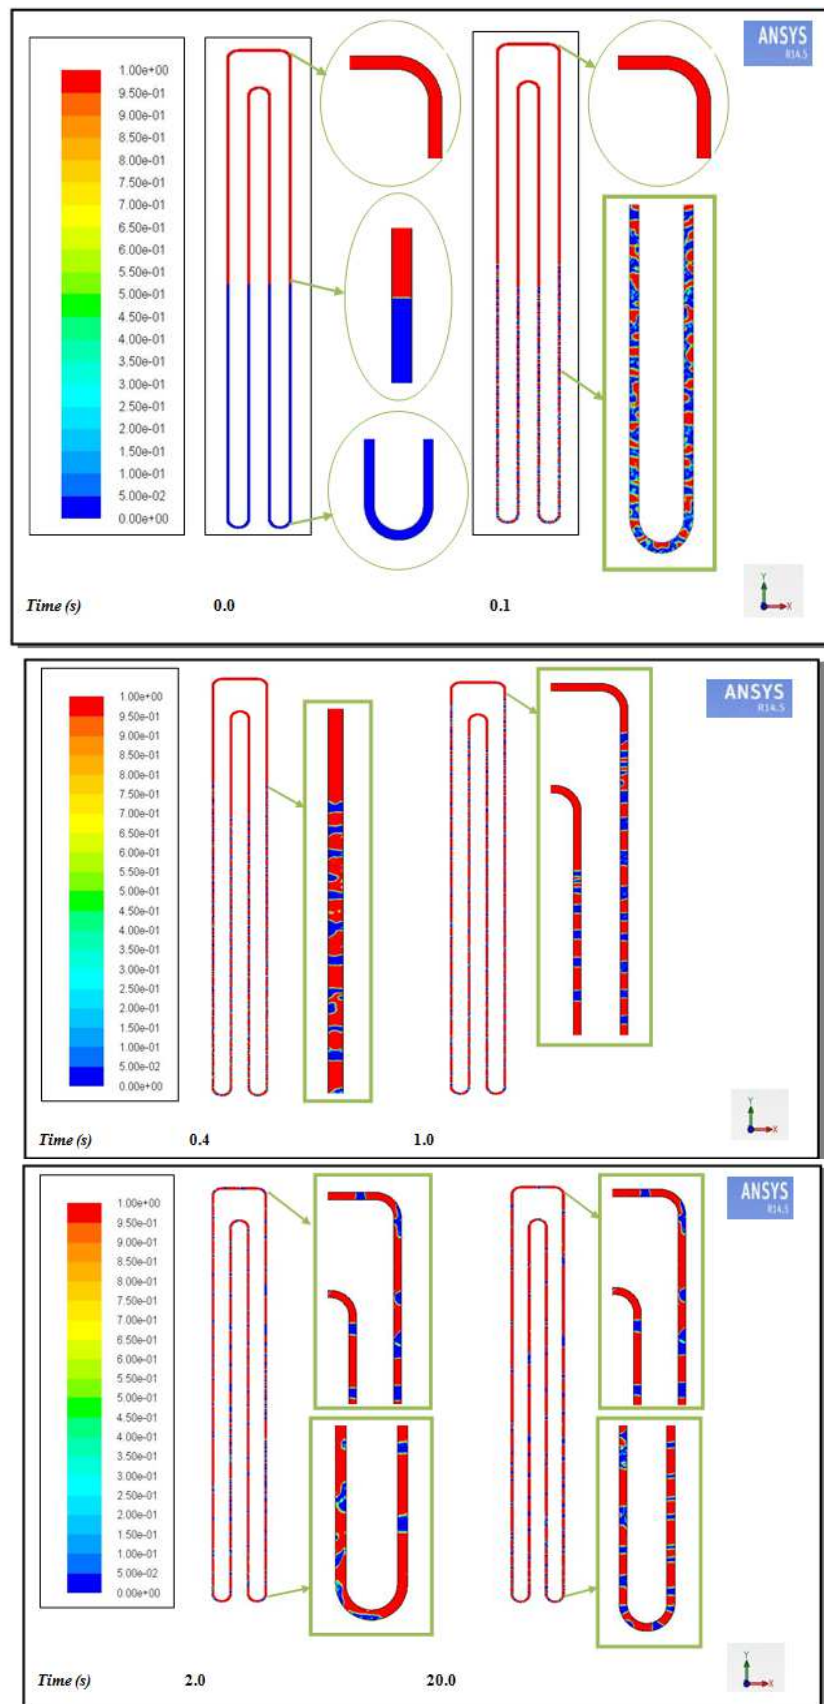 ANSYS
R14.5
1.00e+00
9.50e-01
9.00e-01
8.50e-01
8.00e-01
7.50e-01
7.00e-01
6.50e-01
6.00e-01
5.50e-01
5.00e-01
4.50e-01
4.00e-01
3.50e-01
3.00e-01
2.50e-01
2.00e-01
1.50e-01
1.00e-01
5.00e-02
0.00e+00
Y
X
Time (s) 0.0 0.1
ANSYS
R14.5
1.00e+00
9.50e-01
9.00e-01
8.50e-01
8.00e-01
7.50e-01
7.00e-01
6.50e-01
6.00e-01
5.50e-01
5.00e-01
4.50e-01
4.00e-01
3.50e-01
3.00e-01
2.50e-01
2.00e-01
1.50e-01
1.00e-01
5.00e-02
0.00e+00
Y
X
Time (s) 0.4 1.0
ANSYS
R14.5
1.00e+00
9.50e-01
9.00e-01
8.50e-01
8.00e-01
7.50e-01
7.00e-01
6.50e-01
6.00e-01
5.50e-01
5.00e-01
4.50e-01
4.00e-01
3.50e-01
3.00e-01
2.50e-01
2.00e-01
1.50e-01
1.00e-01
5.00e-02
0.00e+00
Y
X
Time (s) 2.0 20.0